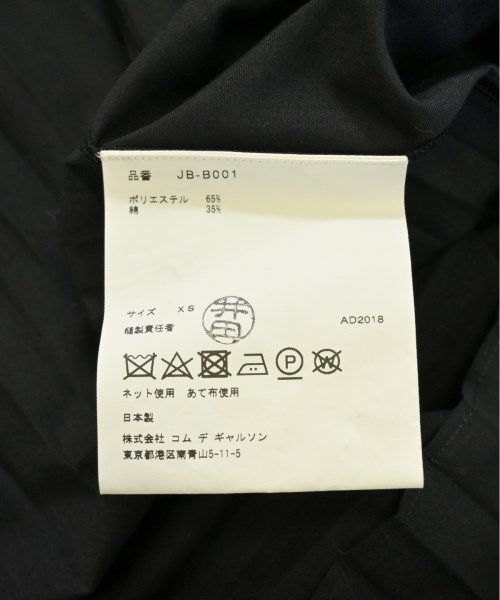 品番 JB-B001
ポリエステル 65%
綿 35%
サイズ XS
縫製責任者
井田
AD2018
P W
ネット使用 あて布使用
日本製
株式会社 コム デ ギャルソン
東京都港区南青山5-11-5